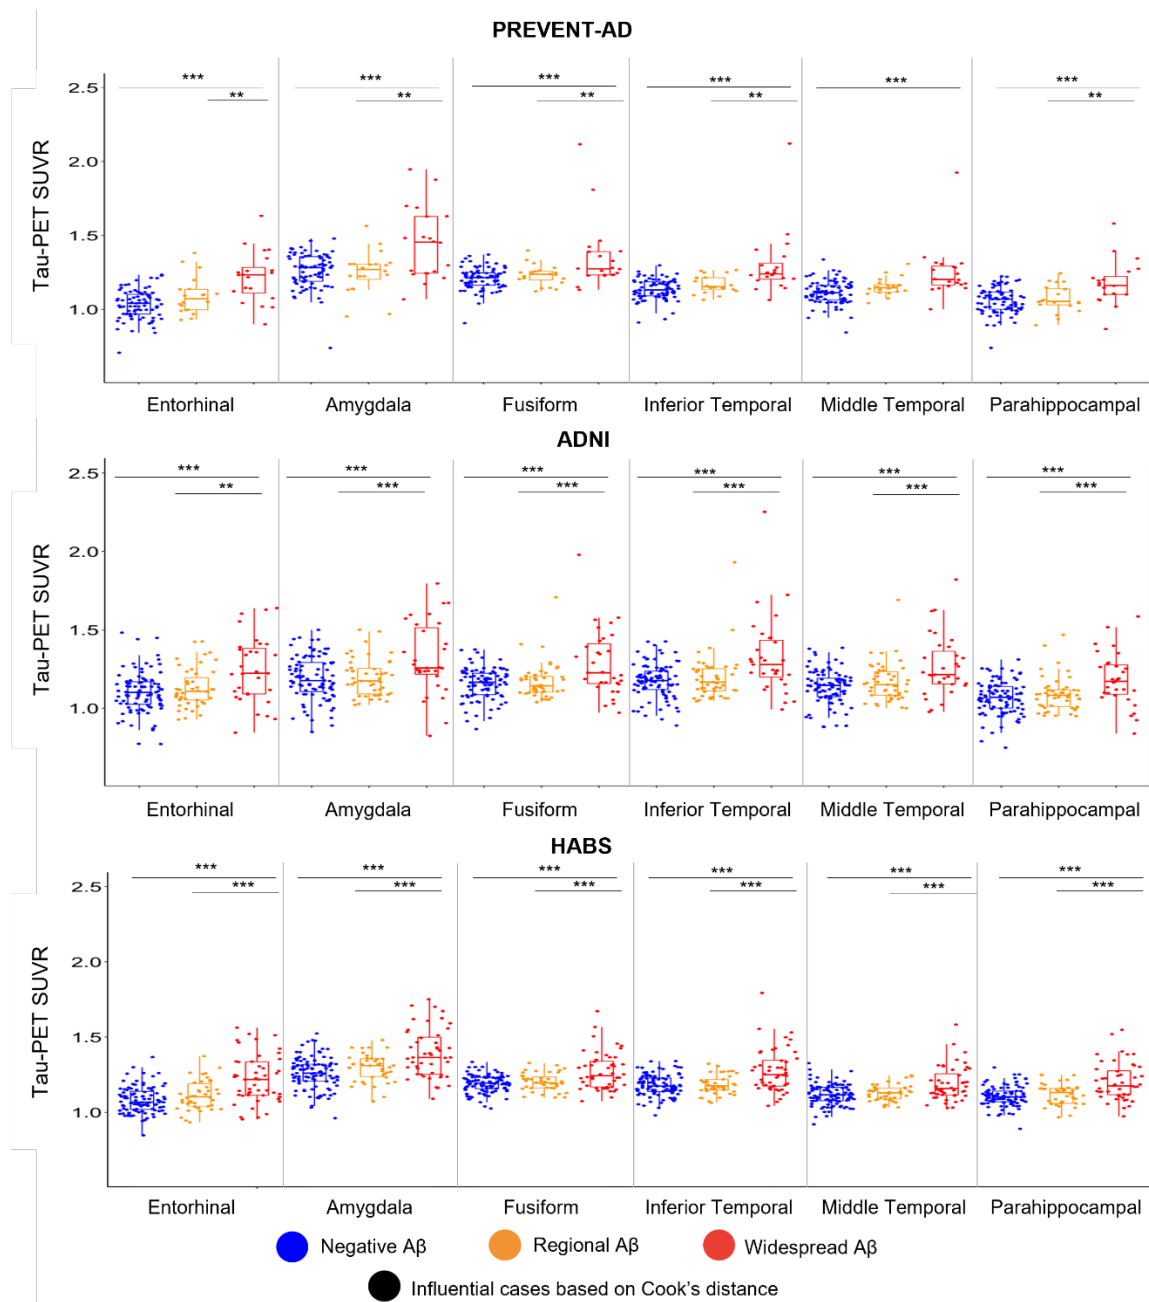 PREVENT-AD
*** *** *** *** *** ***
** ** ** ** **
Tau-PET SUVR
2.5
2.0
1.5
1.0
Entorhinal Amygdala Fusiform Inferior Temporal Middle Temporal Parahippocampal
ADNI
*** *** *** *** *** ***
** *** *** *** *** ***
Tau-PET SUVR
2.5
2.0
1.5
1.0
Entorhinal Amygdala Fusiform Inferior Temporal Middle Temporal Parahippocampal
HABS
*** *** *** *** *** ***
*** *** *** *** *** ***
Tau-PET SUVR
2.5
2.0
1.5
1.0
Entorhinal Amygdala Fusiform Inferior Temporal Middle Temporal Parahippocampal
Negative Aβ Regional Aβ Widespread Aβ
Influential cases based on Cook's distance